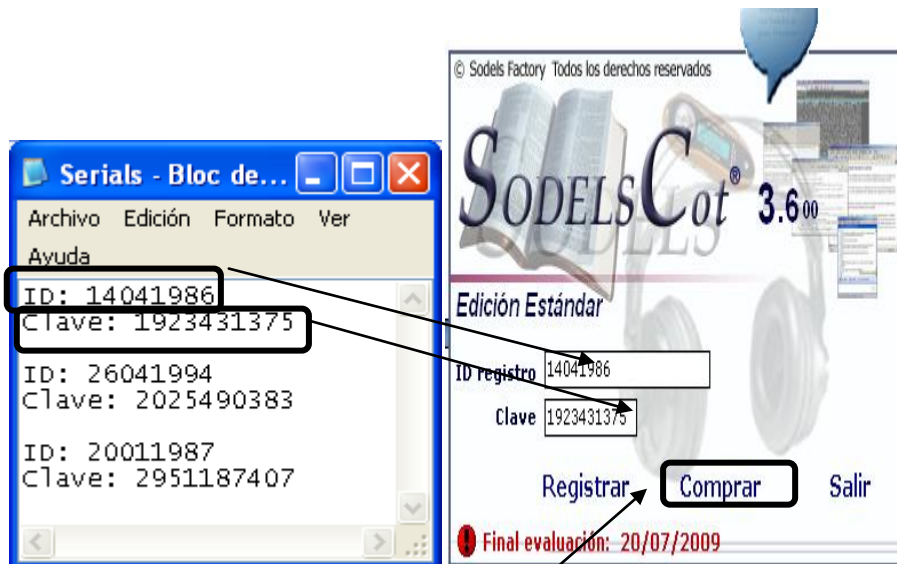 Serials - Bloc de...
Archivo Edición Formato Ver
Ayuda
ID: 14041986
Clave: 1923431375
ID: 26041994
Clave: 2025490383
ID: 20011987
Clave: 2951187407
© Sodels Factory Todos los derechos reservados
SODELSCot® 3.6 00
Edición Estándar
ID registro 14041986
Clave 1923431375
Registrar Comprar Salir
Final evaluación: 20/07/2009